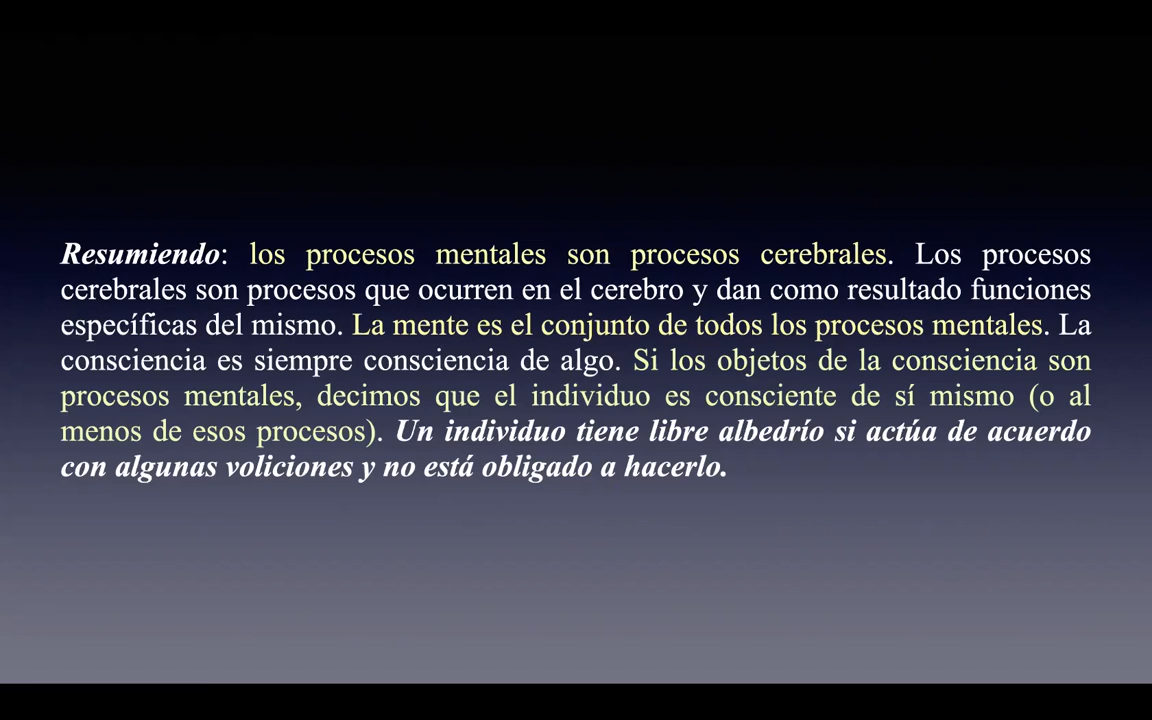 Resumiendo: los procesos mentales son procesos cerebrales. Los procesos
cerebrales son procesos que ocurren en el cerebro y dan como resultado funciones
específicas del mismo. La mente es el conjunto de todos los procesos mentales. La
consciencia es siempre consciencia de algo. Si los objetos de la consciencia son
procesos mentales, decimos que el individuo es consciente de sí mismo (o al
menos de esos procesos). Un individuo tiene libre albedrío si actúa de acuerdo
con algunas voliciones y no está obligado a hacerlo.